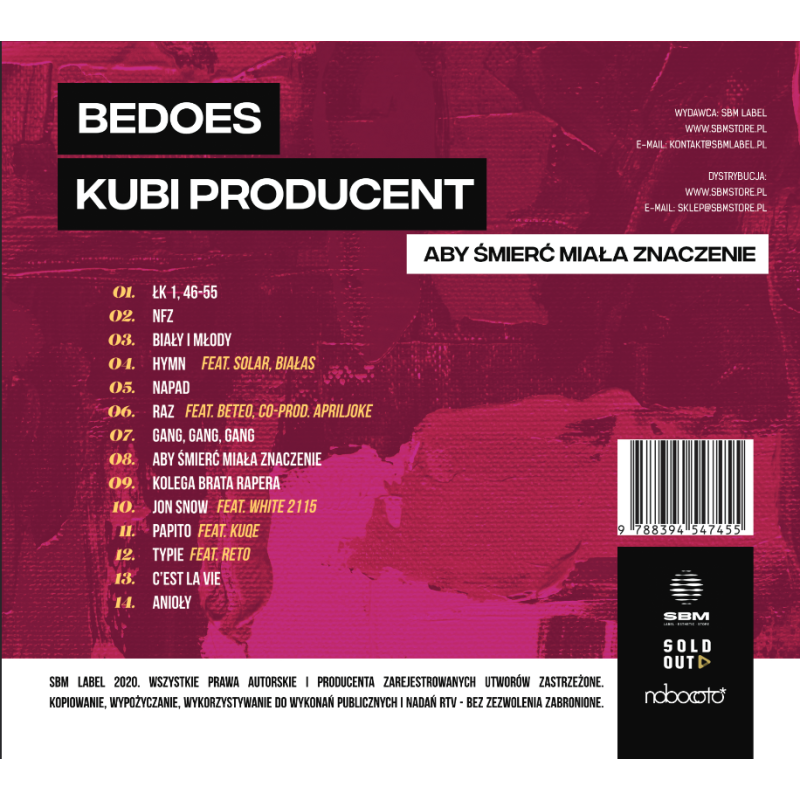 BEDOES
KUBI PRODUCENT
ABY ŚMIERĆ MIAŁA ZNACZENIE
WYDAWCA: SBM LABEL
WWW.SBMSTORE.PL
E-MAIL: KONTAKT@SBMLABEL.PL
DYSTRYBUCJA:
WWW.SBMSTORE.PL
E-MAIL: SKLEP@SBMSTORE.PL
01. ŁK 1, 46-55
02. NFZ
03. BIAŁY I MŁODY
04. HYMN FEAT. SOLAR, BIAŁAS
05. NAPAD
06. RAZ FEAT. BETEO, CO-PROD. APRILJOKE
07. GANG, GANG, GANG
08. ABY ŚMIERĆ MIAŁA ZNACZENIE
09. KOLEGA BRATA RAPERA
10. JON SNOW FEAT. WHITE 2115
11. PAPITO FEAT. KUQE
12. TYPIE FEAT. RETO
13. C'EST LA VIE
14. ANIOŁY
9 788394 547455
SBM
SOLD
OUT
nobocoto*
SBM LABEL 2020. WSZYSTKIE PRAWA AUTORSKIE I PRODUCENTA ZAREJESTROWANYCH UTWORÓW ZASTRZEŻONE.
KOPIOWANIE, WYPOŻYCZANIE, WYKORZYSTYWANIE DO WYKONAŃ PUBLICZNYCH I NADAŃ RTV - BEZ ZEZWOLENIA ZABRONIONE.